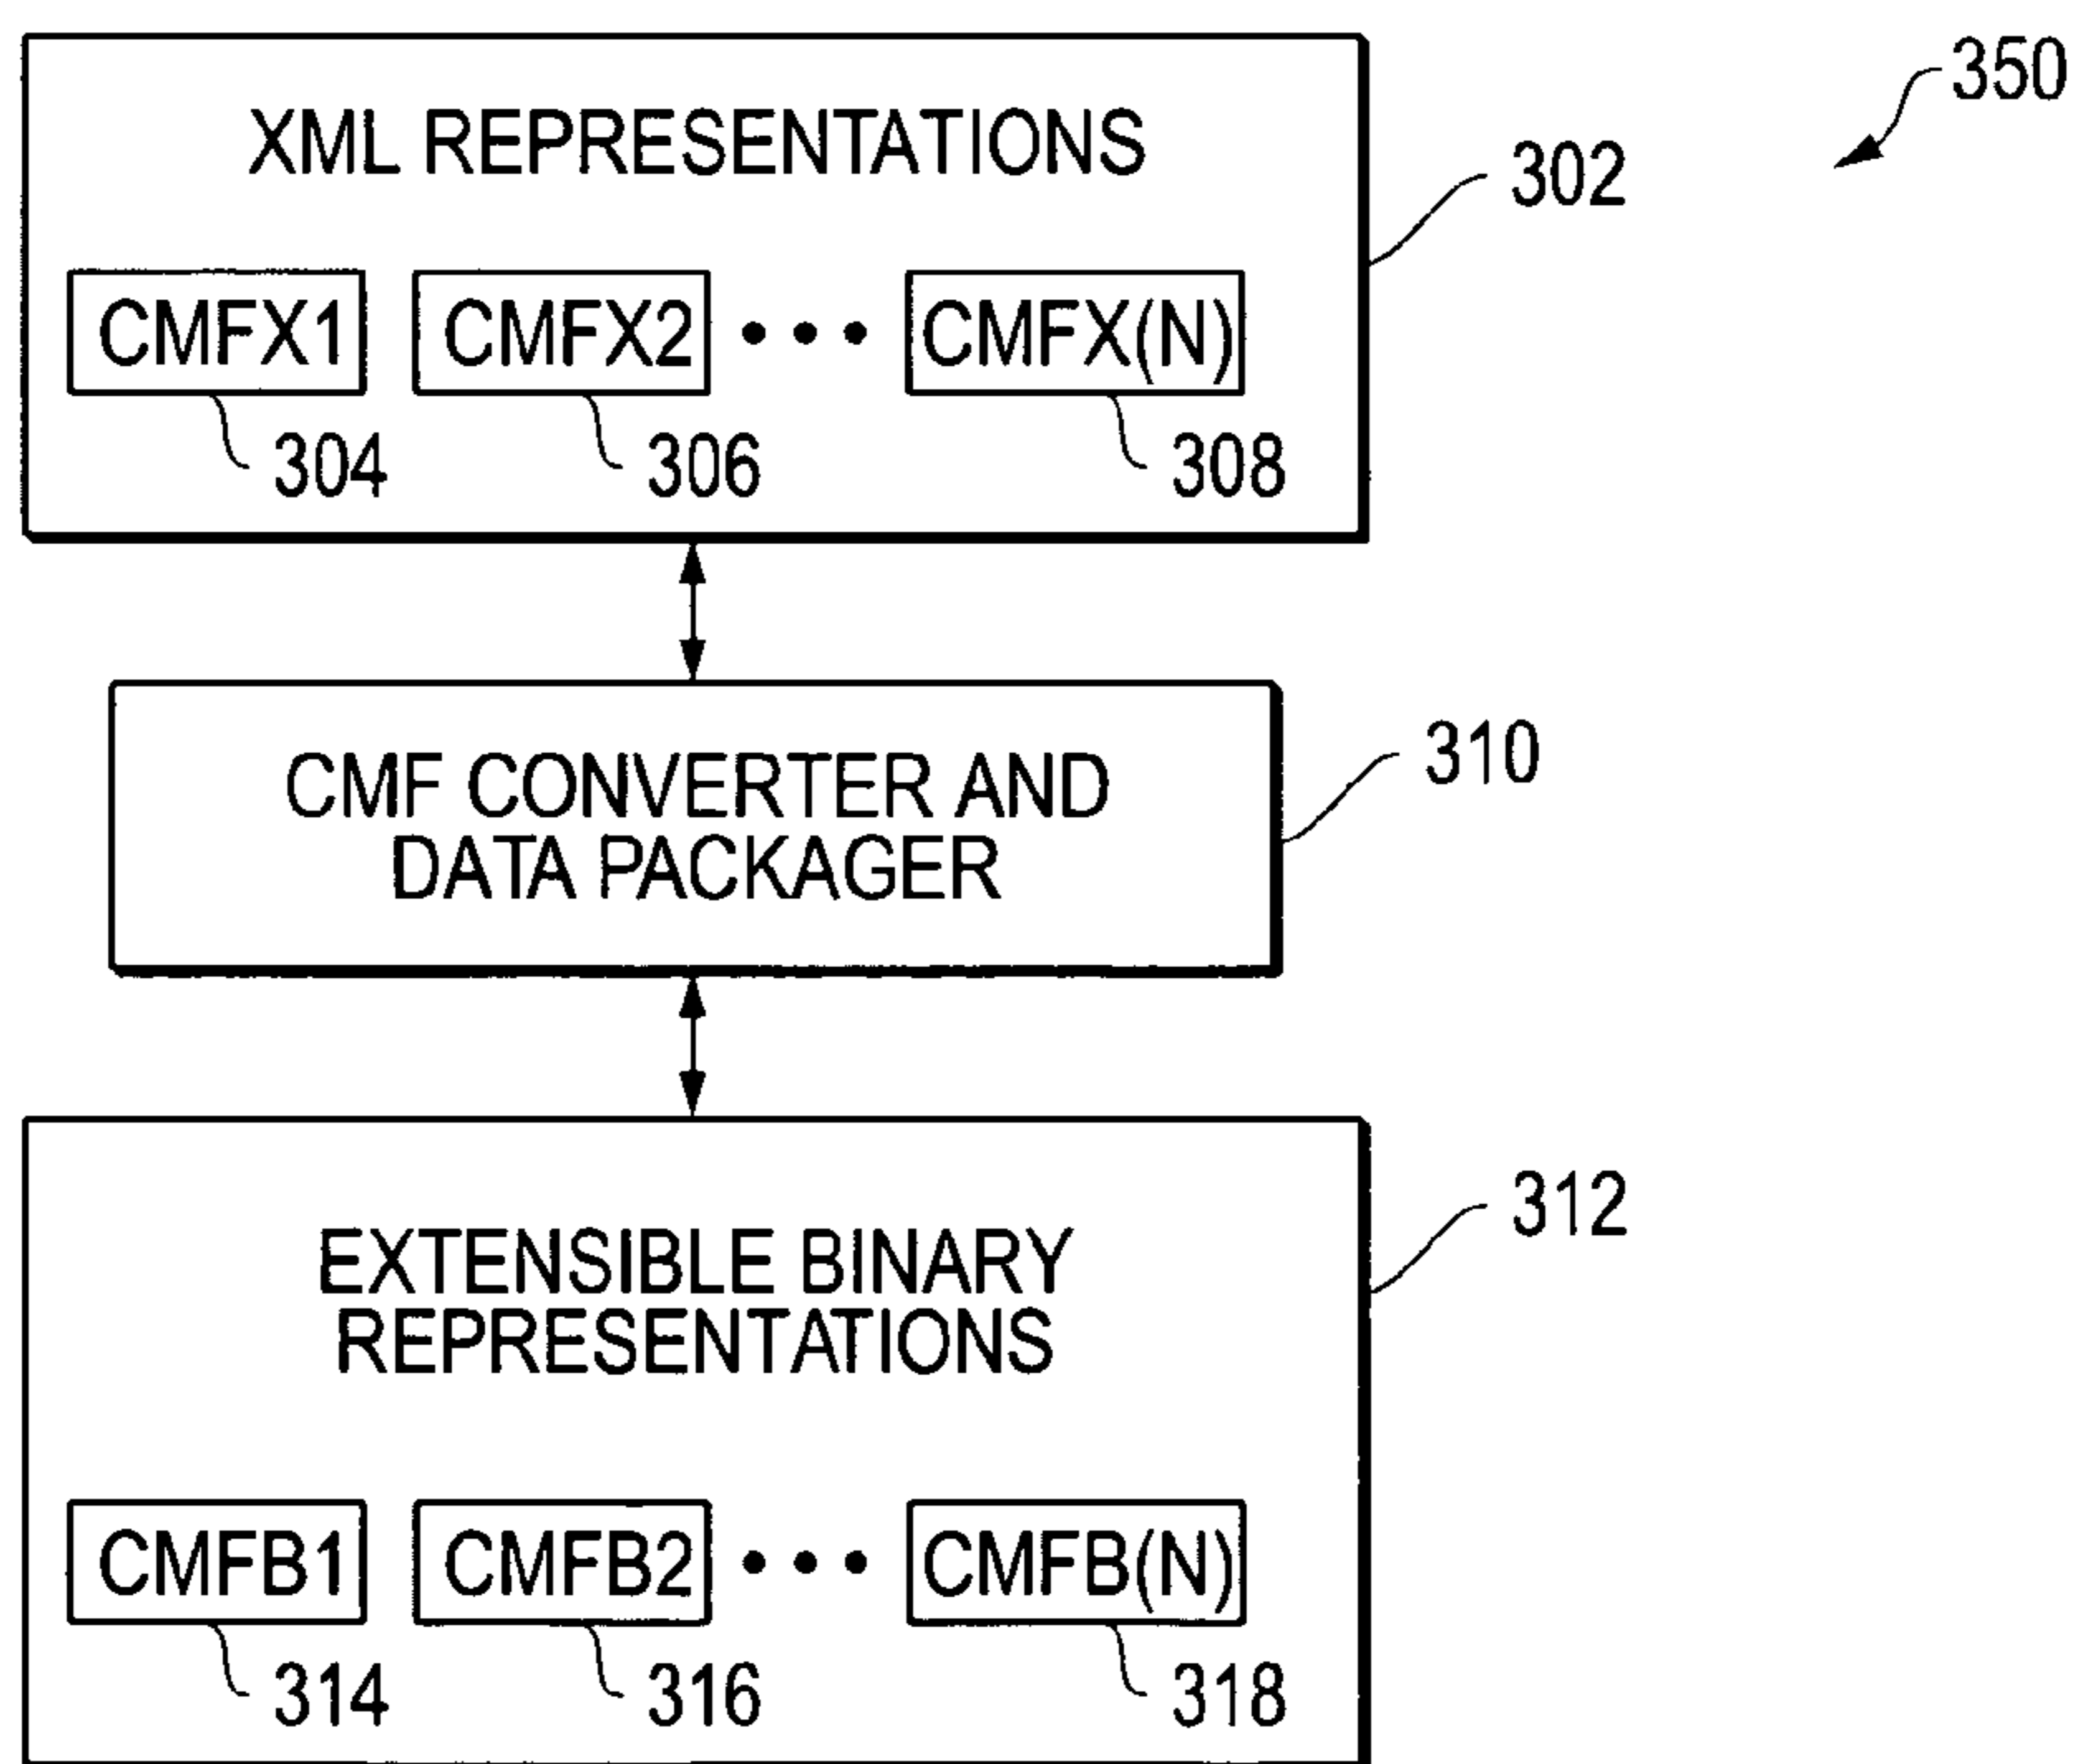 350
XML REPRESENTATIONS
302
CMFX1 CMFX2 ••• CMFX(N)
304 306 308
CMF CONVERTER AND
DATA PACKAGER
310
EXTENSIBLE BINARY
REPRESENTATIONS
312
CMFB1 CMFB2 ••• CMFB(N)
314 316 318